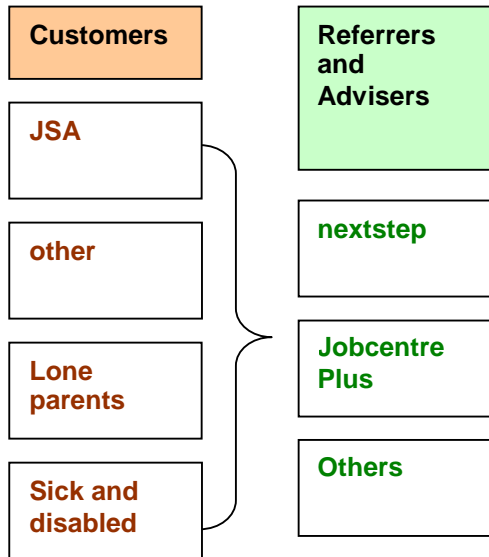 Customers
JSA
other
Lone
parents
Sick and
disabled
Referrers
and
Advisers
nextstep
Jobcentre
Plus
Others